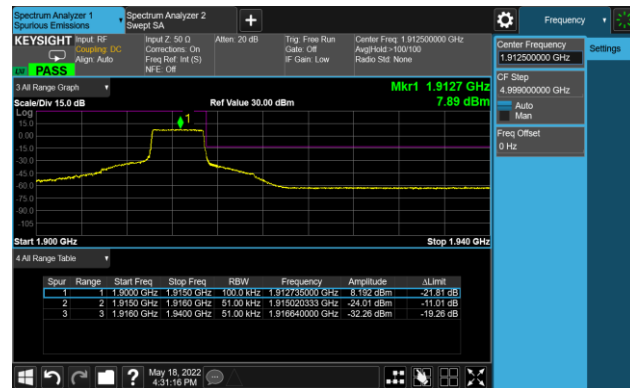 Spectrum Analyzer 1
Spurious Emissions
Spectrum Analyzer 2
Swept SA
+
Frequency
KEYSIGHT
Input: RF
Coupling: DC
Align: Auto
Input Z: 50 Ω
Corrections: On
Freq Ref: Int (S)
NFE: Off
Atten: 20 dB
Trig: Free Run
Gate: Off
IF Gain: Low
Center Freq: 1.912500000 GHz
Avg|Hold:>100/100
Radio Std: None
PASS
Center Frequency
1.912500000 GHz
Settings
CF Step
4.999000000 GHz
Auto
Man
Freq Offset
0 Hz
3 All Range Graph
Mkr1 1.9127 GHz
Scale/Div 15.0 dB
Ref Value 30.00 dBm
7.89 dBm
Log
15.0
0.00
-15.0
-30.0
-45.0
-60.0
-75.0
-90.0
-105
1
Start 1.900 GHz
Stop 1.940 GHz
4 All Range Table
Spur Range Start Freq Stop Freq RBW Frequency Amplitude ΔLimit
1 1 1.9000 GHz 1.9150 GHz 100.0 kHz 1.912735000 GHz 8.192 dBm -21.81 dB
2 2 1.9150 GHz 1.9160 GHz 51.00 kHz 1.915020333 GHz -24.01 dBm -11.01 dB
3 3 1.9160 GHz 1.9400 GHz 51.00 kHz 1.916640000 GHz -32.26 dBm -19.26 dB
?
May 18, 2022
4:31:16 PM